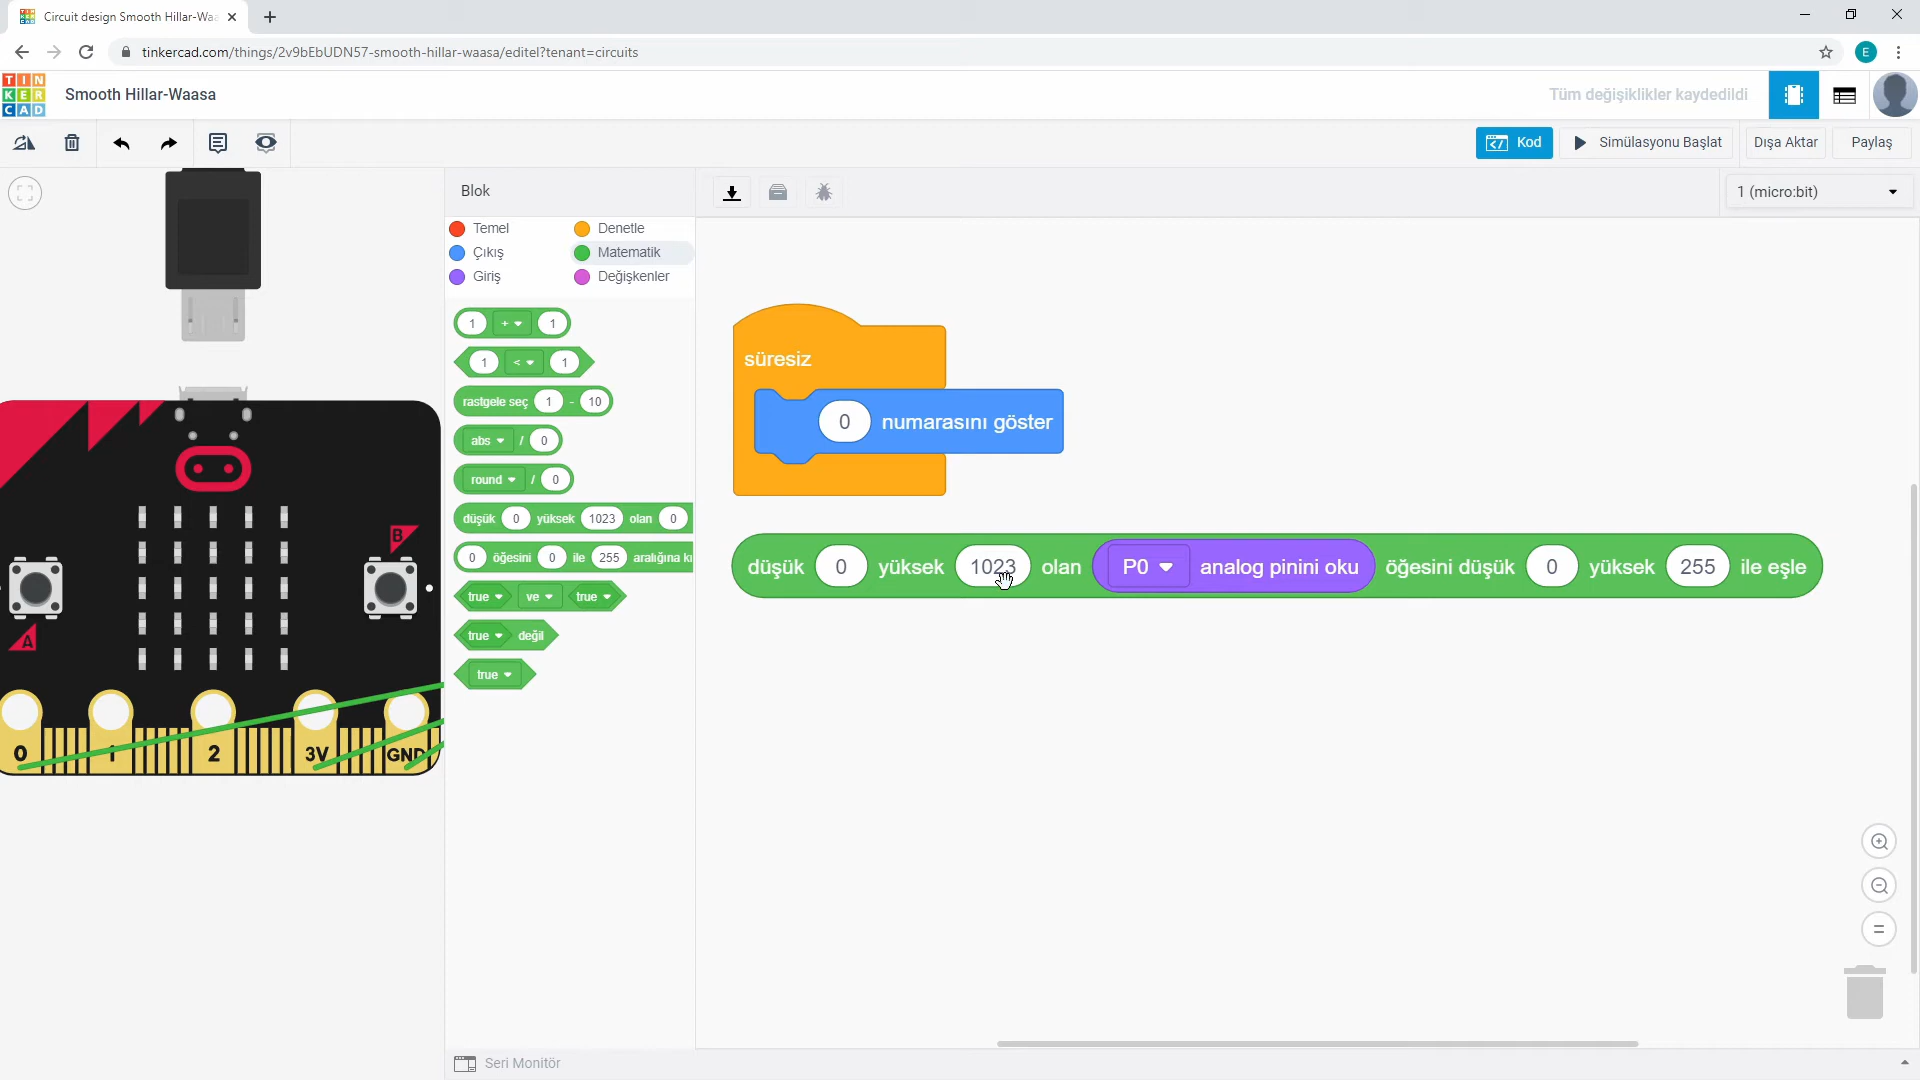 Circuit design Smooth Hillar-Waa
tinkercad.com/things/2v9bEbUDN57-smooth-hillar-waasa/editel?tenant=circuits
E
TIN
KER
CAD
Smooth Hillar-Waasa
Tüm değişiklikler kaydedildi
Kod
Simülasyonu Başlat
Dışa Aktar
Paylaş
Blok
1 (micro:bit)
Temel
Denetle
Çıkış
Matematik
Giriş
Değişkenler
1 + 1
1 < 1
rastgele seç 1 - 10
abs / 0
round / 0
düşük 0 yüksek 1023 olan 0
0 öğesini 0 ile 255 aralığına kı
true ve true
true değil
true
süresiz
0 numarasını göster
düşük 0 yüksek 1023 olan P0 analog pinini oku öğesini düşük 0 yüksek 255 ile eşle
B
A
0 1 2 3V GND
Seri Monitör